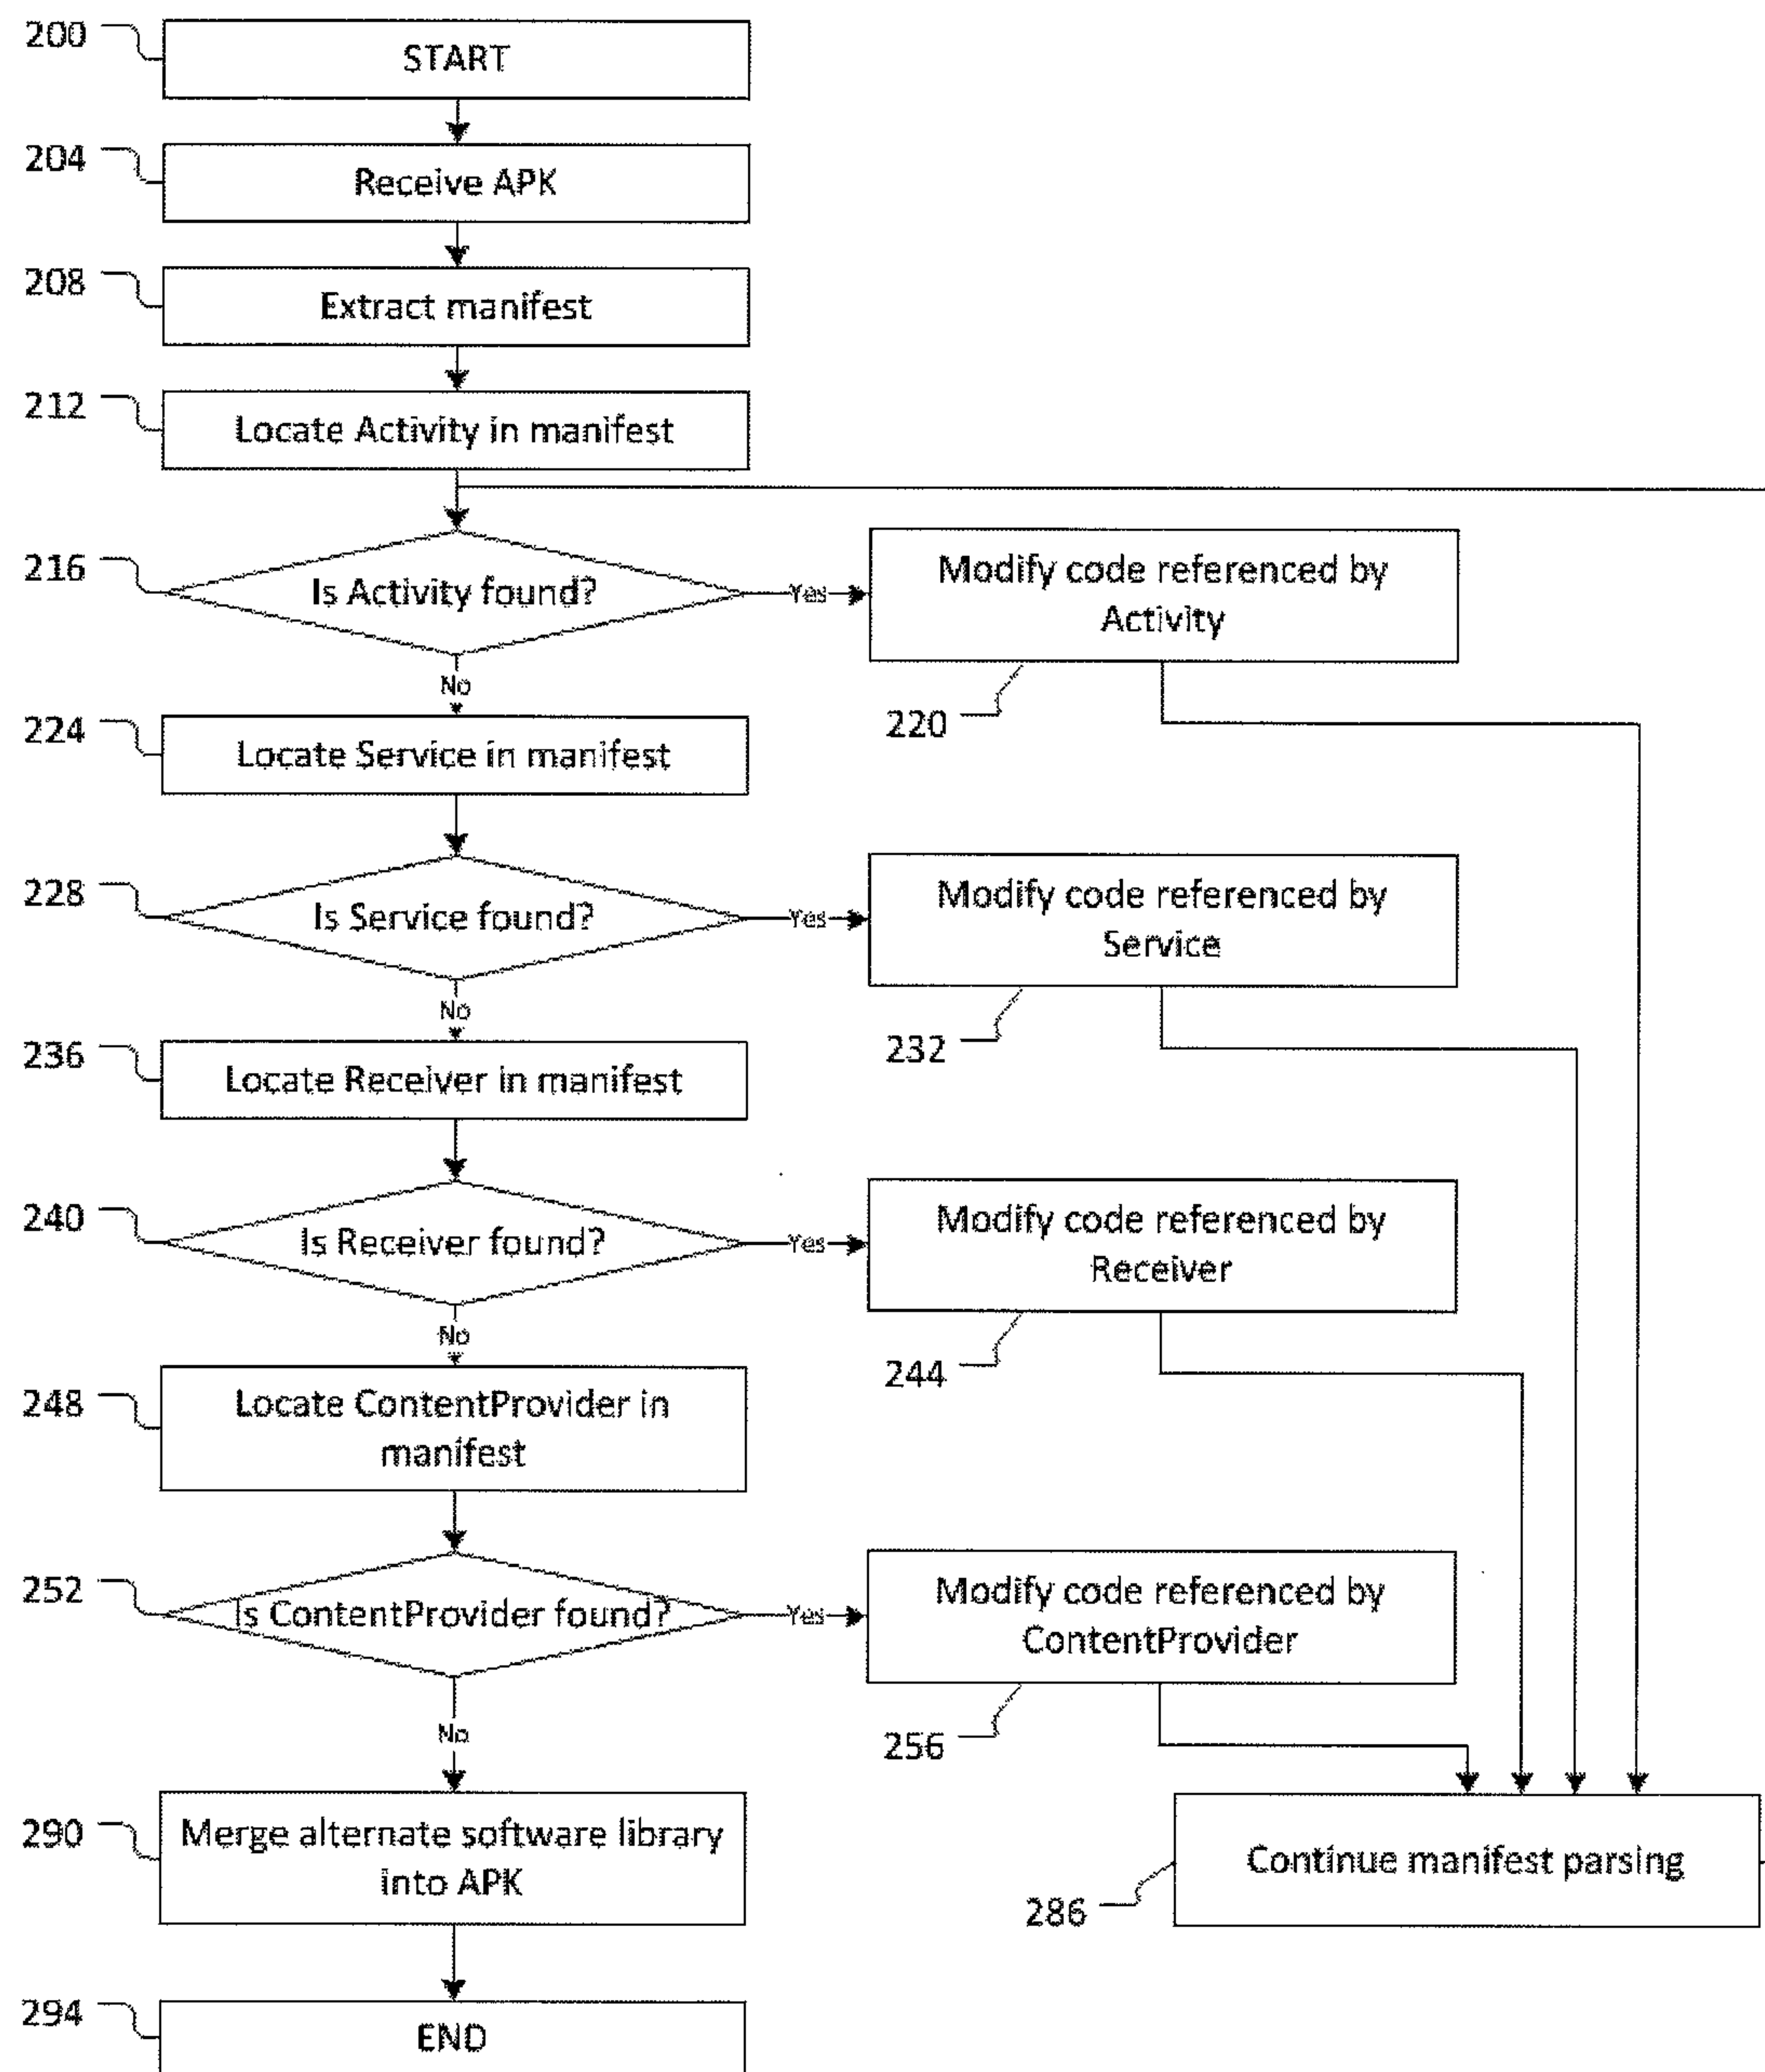 200
START
204
Receive APK
208
Extract manifest
212
Locate Activity in manifest
216
Is Activity found?
Yes
Modify code referenced by
Activity
220
No
224
Locate Service in manifest
228
Is Service found?
Yes
Modify code referenced by
Service
232
No
236
Locate Receiver in manifest
240
Is Receiver found?
Yes
Modify code referenced by
Receiver
244
No
248
Locate ContentProvider in
manifest
252
Is ContentProvider found?
Yes
Modify code referenced by
ContentProvider
256
No
290
Merge alternate software library
into APK
Continue manifest parsing
286
294
END